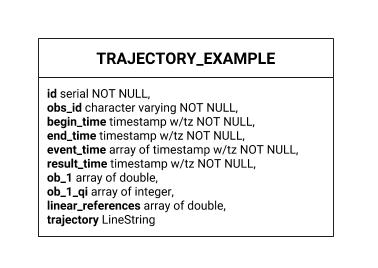 TRAJECTORY_EXAMPLE
id serial NOT NULL,
obs_id character varying NOT NULL,
begin_time timestamp w/tz NOT NULL,
end_time timestamp w/tz NOT NULL,
event_time array of timestamp w/tz NOT NULL,
result_time timestamp w/tz NOT NULL,
ob_1 array of double,
ob_1_qi array of integer,
linear_references array of double,
trajectory LineString